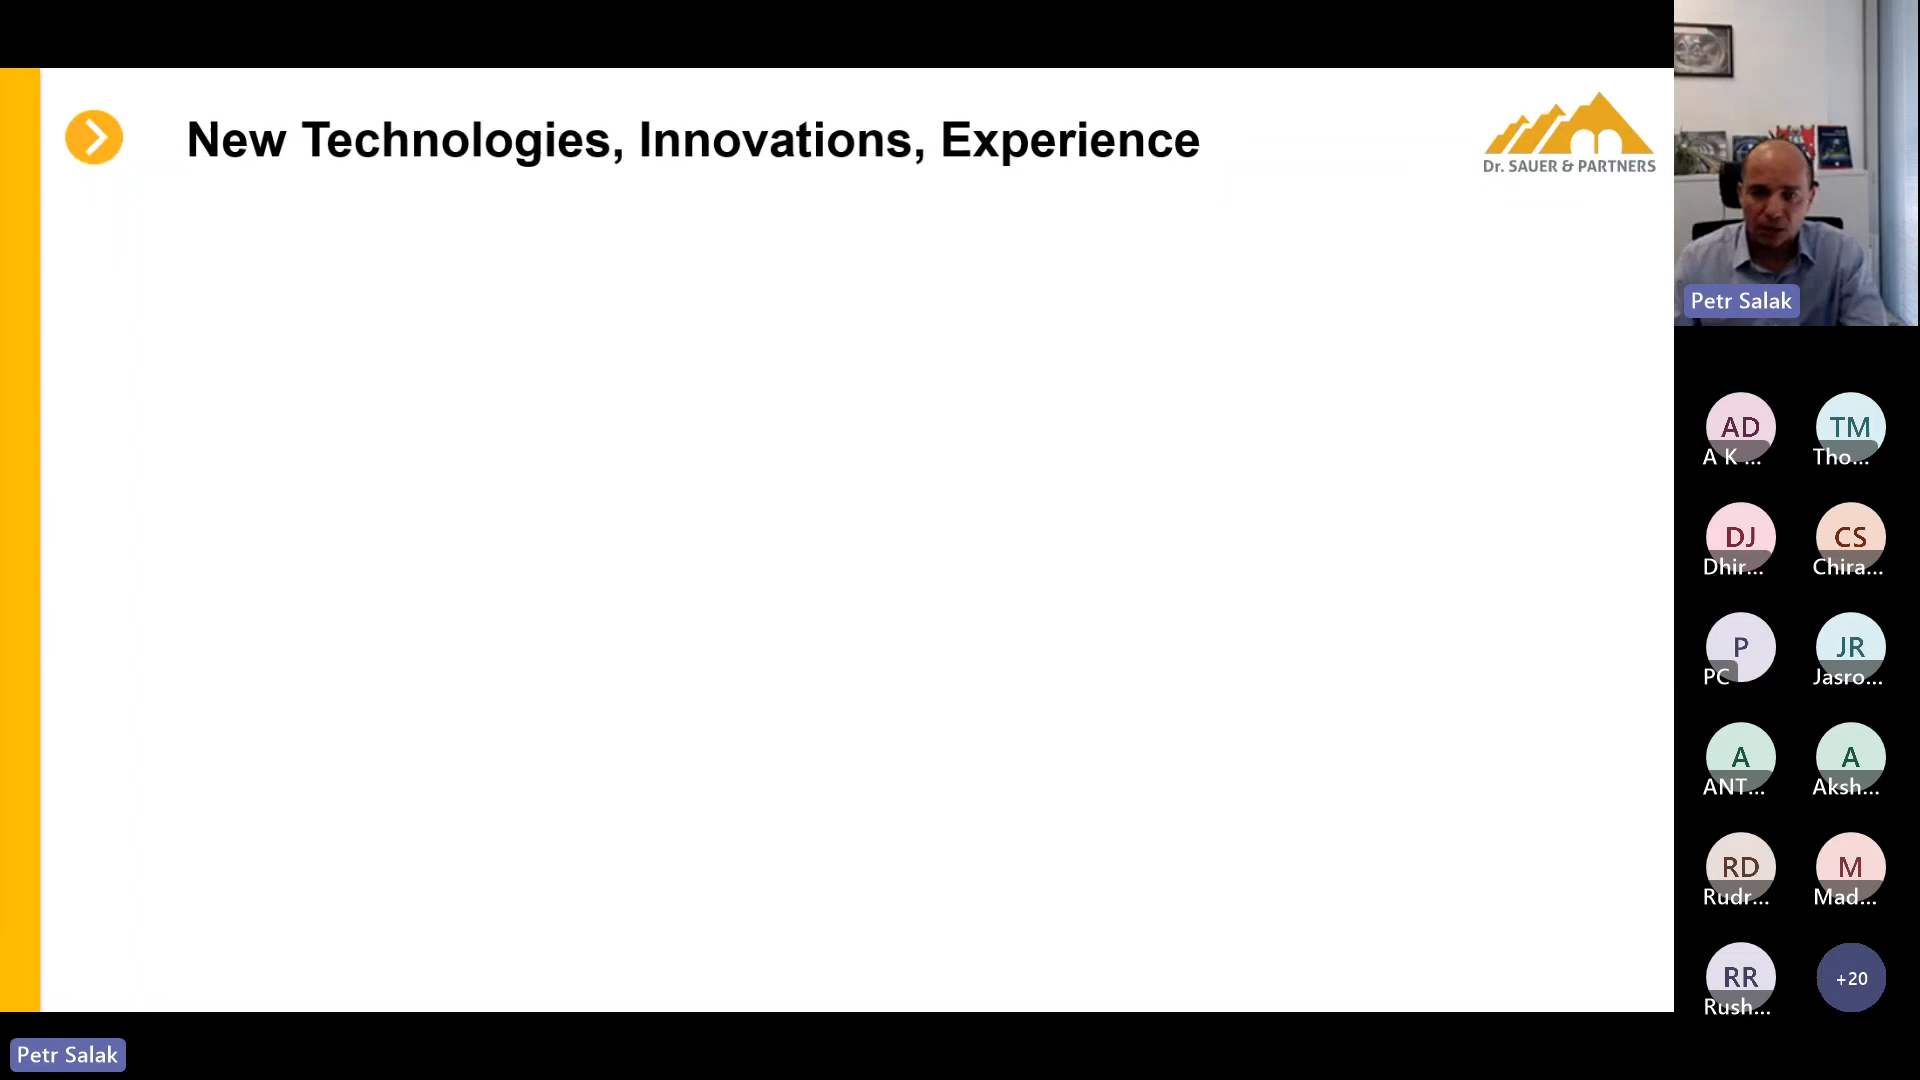 New Technologies, Innovations, Experience
Dr. SAUER & PARTNERS
Petr Salak
AD
A K ...
TM
Tho...
DJ
Dhir...
CS
Chira...
P
PC
JR
Jasro...
A
ANT...
A
Aksh...
RD
Rudr...
M
Mad...
RR
Rush...
+20
Petr Salak